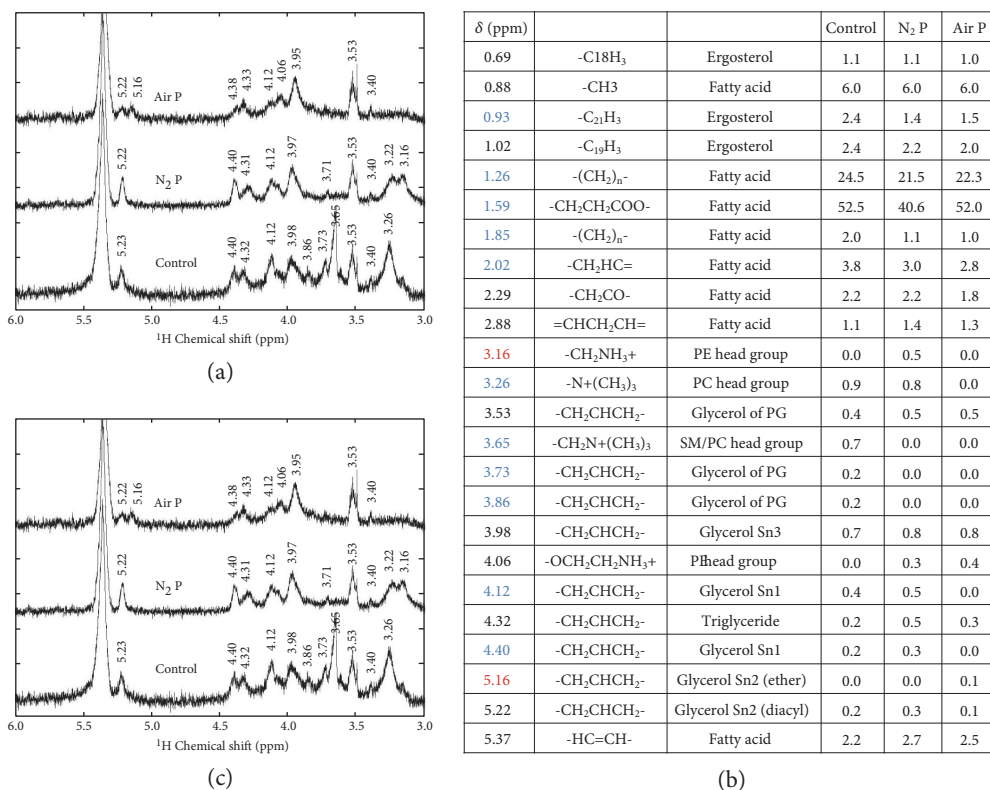 5.22
5.16
4.38
4.33
4.12
4.06
3.95
3.53
3.40
Air P
5.22
4.40
4.31
4.12
3.97
3.71
3.53
3.40
3.22
3.16
N2 P
5.23
4.40
4.32
4.12
3.98
3.86
3.73
3.65
3.53
3.40
3.26
Control
6.0 5.5 5.0 4.5 4.0 3.5 3.0
1H Chemical shift (ppm)
(a)
5.22
5.16
4.38
4.33
4.12
4.06
3.95
3.53
3.40
Air P
5.22
4.40
4.31
4.12
3.97
3.71
3.53
3.40
3.22
3.16
N2 P
5.23
4.40
4.32
4.12
3.98
3.86
3.73
3.65
3.53
3.40
3.26
Control
6.0 5.5 5.0 4.5 4.0 3.5 3.0
1H Chemical shift (ppm)
(c)
δ (ppm) Control N2 P Air P
0.69 -C18H3 Ergosterol 1.1 1.1 1.0
0.88 -CH3 Fatty acid 6.0 6.0 6.0
0.93 -C21H3 Ergosterol 2.4 1.4 1.5
1.02 -C19H3 Ergosterol 2.4 2.2 2.0
1.26 -(CH2)n- Fatty acid 24.5 21.5 22.3
1.59 -CH2CH2COO- Fatty acid 52.5 40.6 52.0
1.85 -(CH2)n- Fatty acid 2.0 1.1 1.0
2.02 -CH2HC= Fatty acid 3.8 3.0 2.8
2.29 -CH2CO- Fatty acid 2.2 2.2 1.8
2.88 =CHCH2CH= Fatty acid 1.1 1.4 1.3
3.16 -CH2NH3+ PE head group 0.0 0.5 0.0
3.26 -N+(CH3)3 PC head group 0.9 0.8 0.0
3.53 -CH2CHCH2- Glycerol of PG 0.4 0.5 0.5
3.65 -CH2N+(CH3)3 SM/PC head group 0.7 0.0 0.0
3.73 -CH2CHCH2- Glycerol of PG 0.2 0.0 0.0
3.86 -CH2CHCH2- Glycerol of PG 0.2 0.0 0.0
3.98 -CH2CHCH2- Glycerol Sn3 0.7 0.8 0.8
4.06 -OCH2CH2NH3+ head group 0.0 0.3 0.4
4.12 -CH2CHCH2- Glycerol Sn1 0.4 0.5 0.0
4.32 -CH2CHCH2- Triglyceride 0.2 0.5 0.3
4.40 -CH2CHCH2- Glycerol Sn1 0.2 0.3 0.0
5.16 -CH2CHCH2- Glycerol Sn2 (ether) 0.0 0.0 0.1
5.22 -CH2CHCH2- Glycerol Sn2 (diacyl) 0.2 0.3 0.1
5.37 -HC=CH- Fatty acid 2.2 2.7 2.5
(b)